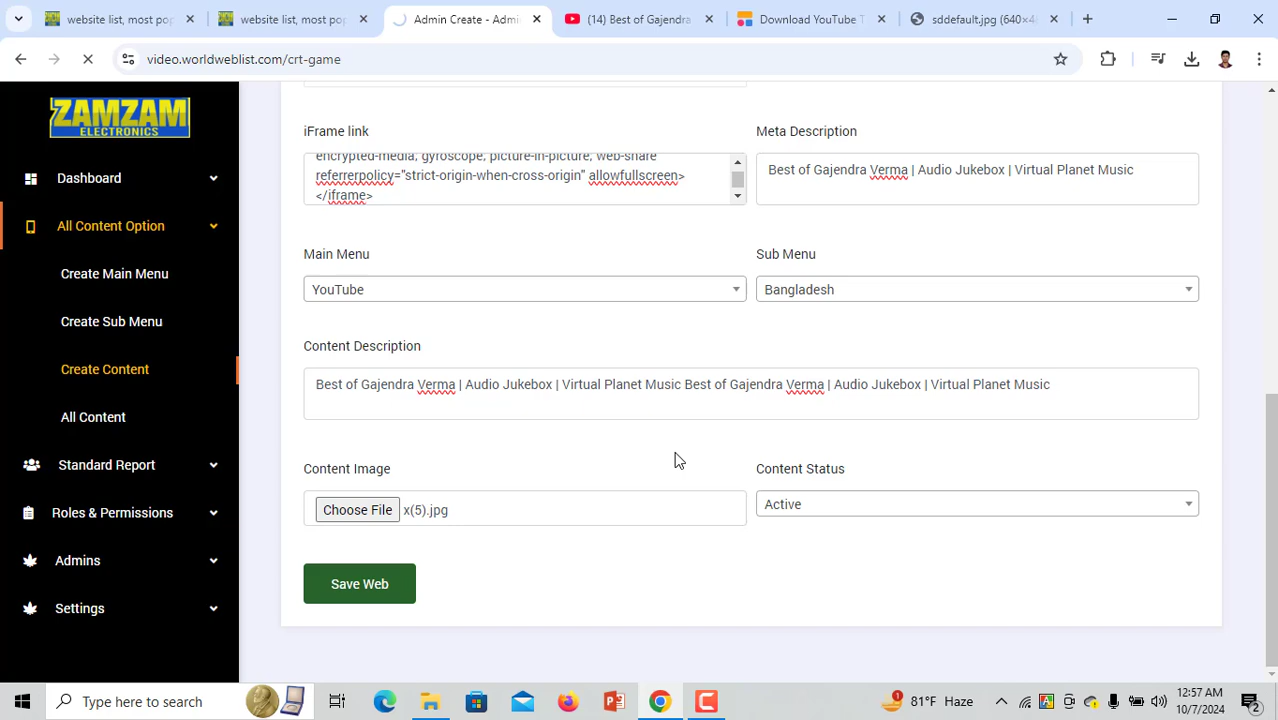 website list, most pop
website list, most pop
Admin Create - Admi
(14) Best of Gajendra
Download YouTube T
sddefault.jpg (640×48
video.worldweblist.com/crt-game
ZAMZAM
ELECTRONICS
Dashboard
All Content Option
Create Main Menu
Create Sub Menu
Create Content
All Content
Standard Report
Roles & Permissions
Admins
Settings
iFrame link
Meta Description
encrypted-media; gyroscope; picture-in-picture; web-share
referrerpolicy="strict-origin-when-cross-origin" allowfullscreen>
</iframe>
Best of Gajendra Verma | Audio Jukebox | Virtual Planet Music
Main Menu
Sub Menu
YouTube
Bangladesh
Content Description
Best of Gajendra Verma | Audio Jukebox | Virtual Planet Music Best of Gajendra Verma | Audio Jukebox | Virtual Planet Music
Content Image
Content Status
Choose File x(5).jpg
Active
Save Web
Type here to search
1
81°F Haze
12:57 AM
10/7/2024
2